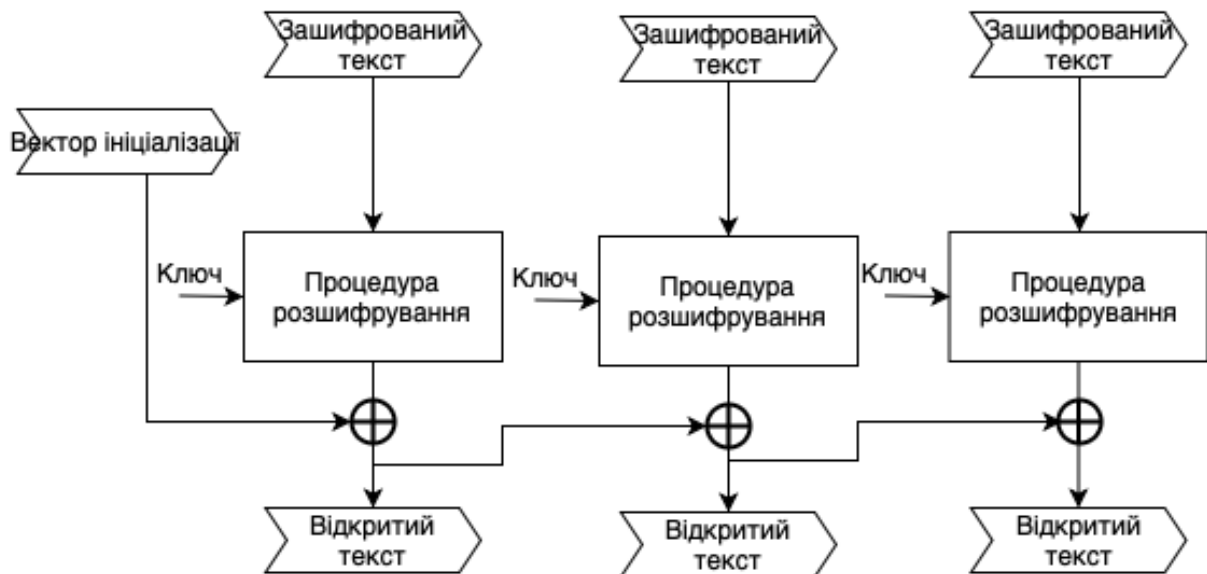 Зашифрований
текст
Зашифрований
текст
Зашифрований
текст
Вектор ініціалізації
Ключ
Процедура
розшифрування
Ключ
Процедура
розшифрування
Ключ
Процедура
розшифрування
Відкритий
текст
Відкритий
текст
Відкритий
текст